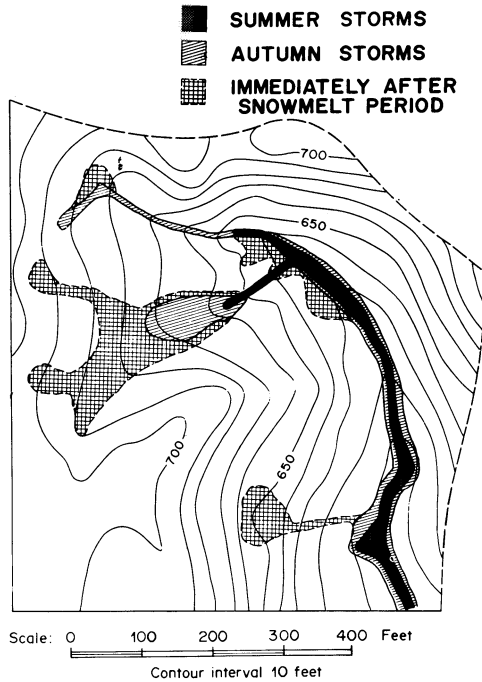 SUMMER STORMS
AUTUMN STORMS
IMMEDIATELY AFTER
SNOWMELT PERIOD
700
650
700
650
Scale: 0 100 200 300 400 Feet
Contour interval 10 feet